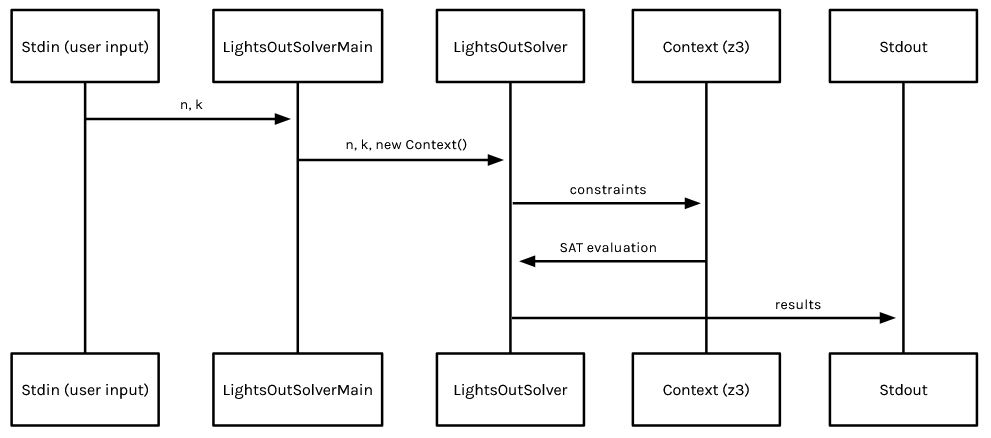 Stdin (user input)
LightsOutSolverMain
LightsOutSolver
Context (z3)
Stdout
n, k
n, k, new Context()
constraints
SAT evaluation
results
Stdin (user input)
LightsOutSolverMain
LightsOutSolver
Context (z3)
Stdout